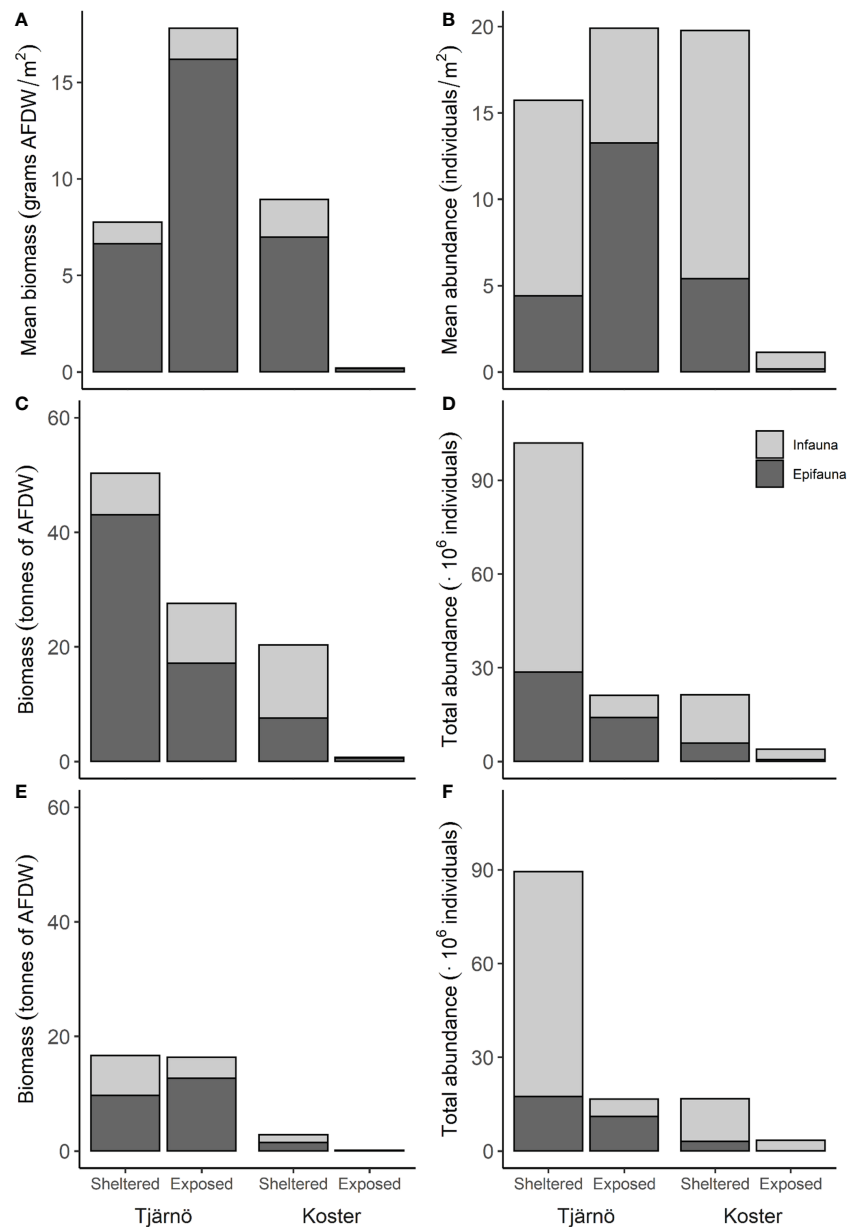 A
Mean biomass (grams AFDW/m²)
15
10
5
0
B
Mean abundance (individuals/m²)
20
15
10
5
0
C
Biomass (tonnes of AFDW)
60
40
20
0
D
Total abundance (· 10⁶ individuals)
90
60
30
0
Infauna
Epifauna
E
Biomass (tonnes of AFDW)
60
40
20
0
Sheltered Exposed Sheltered Exposed
Tjärnö Koster
F
Total abundance (· 10⁶ individuals)
90
60
30
0
Sheltered Exposed Sheltered Exposed
Tjärnö Koster